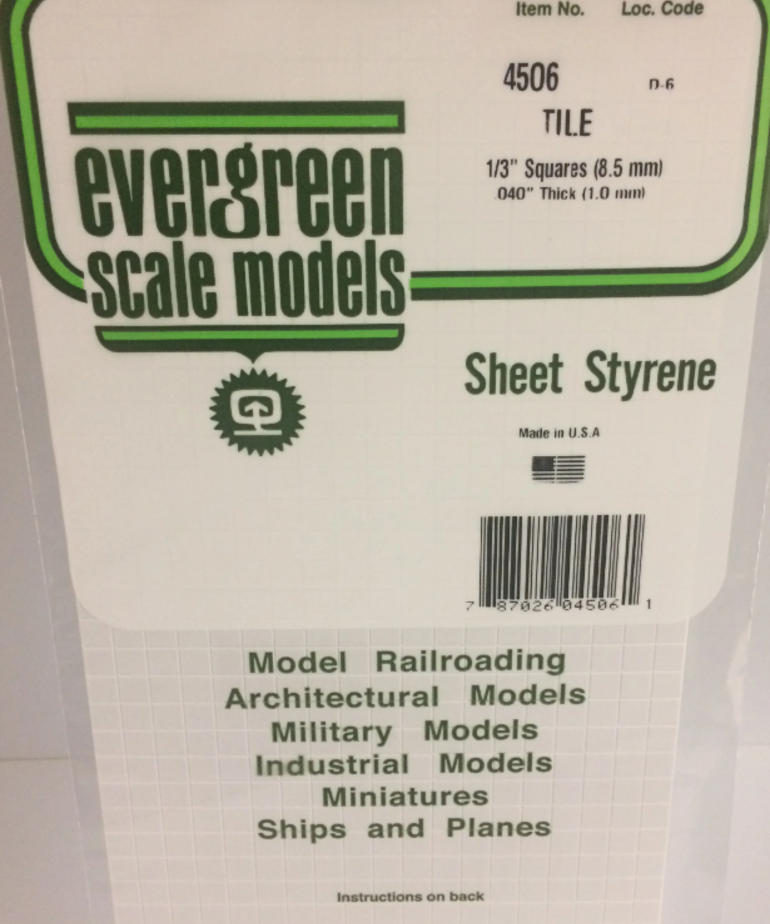 Item No. Loc. Code
4506 D-6
TILE
1/3" Squares (8.5 mm)
.040" Thick (1.0 mm)
evergreen
scale models
Sheet Styrene
Made in U.S.A
7 87026 04506 1
Model Railroading
Architectural Models
Military Models
Industrial Models
Miniatures
Ships and Planes
Instructions on back